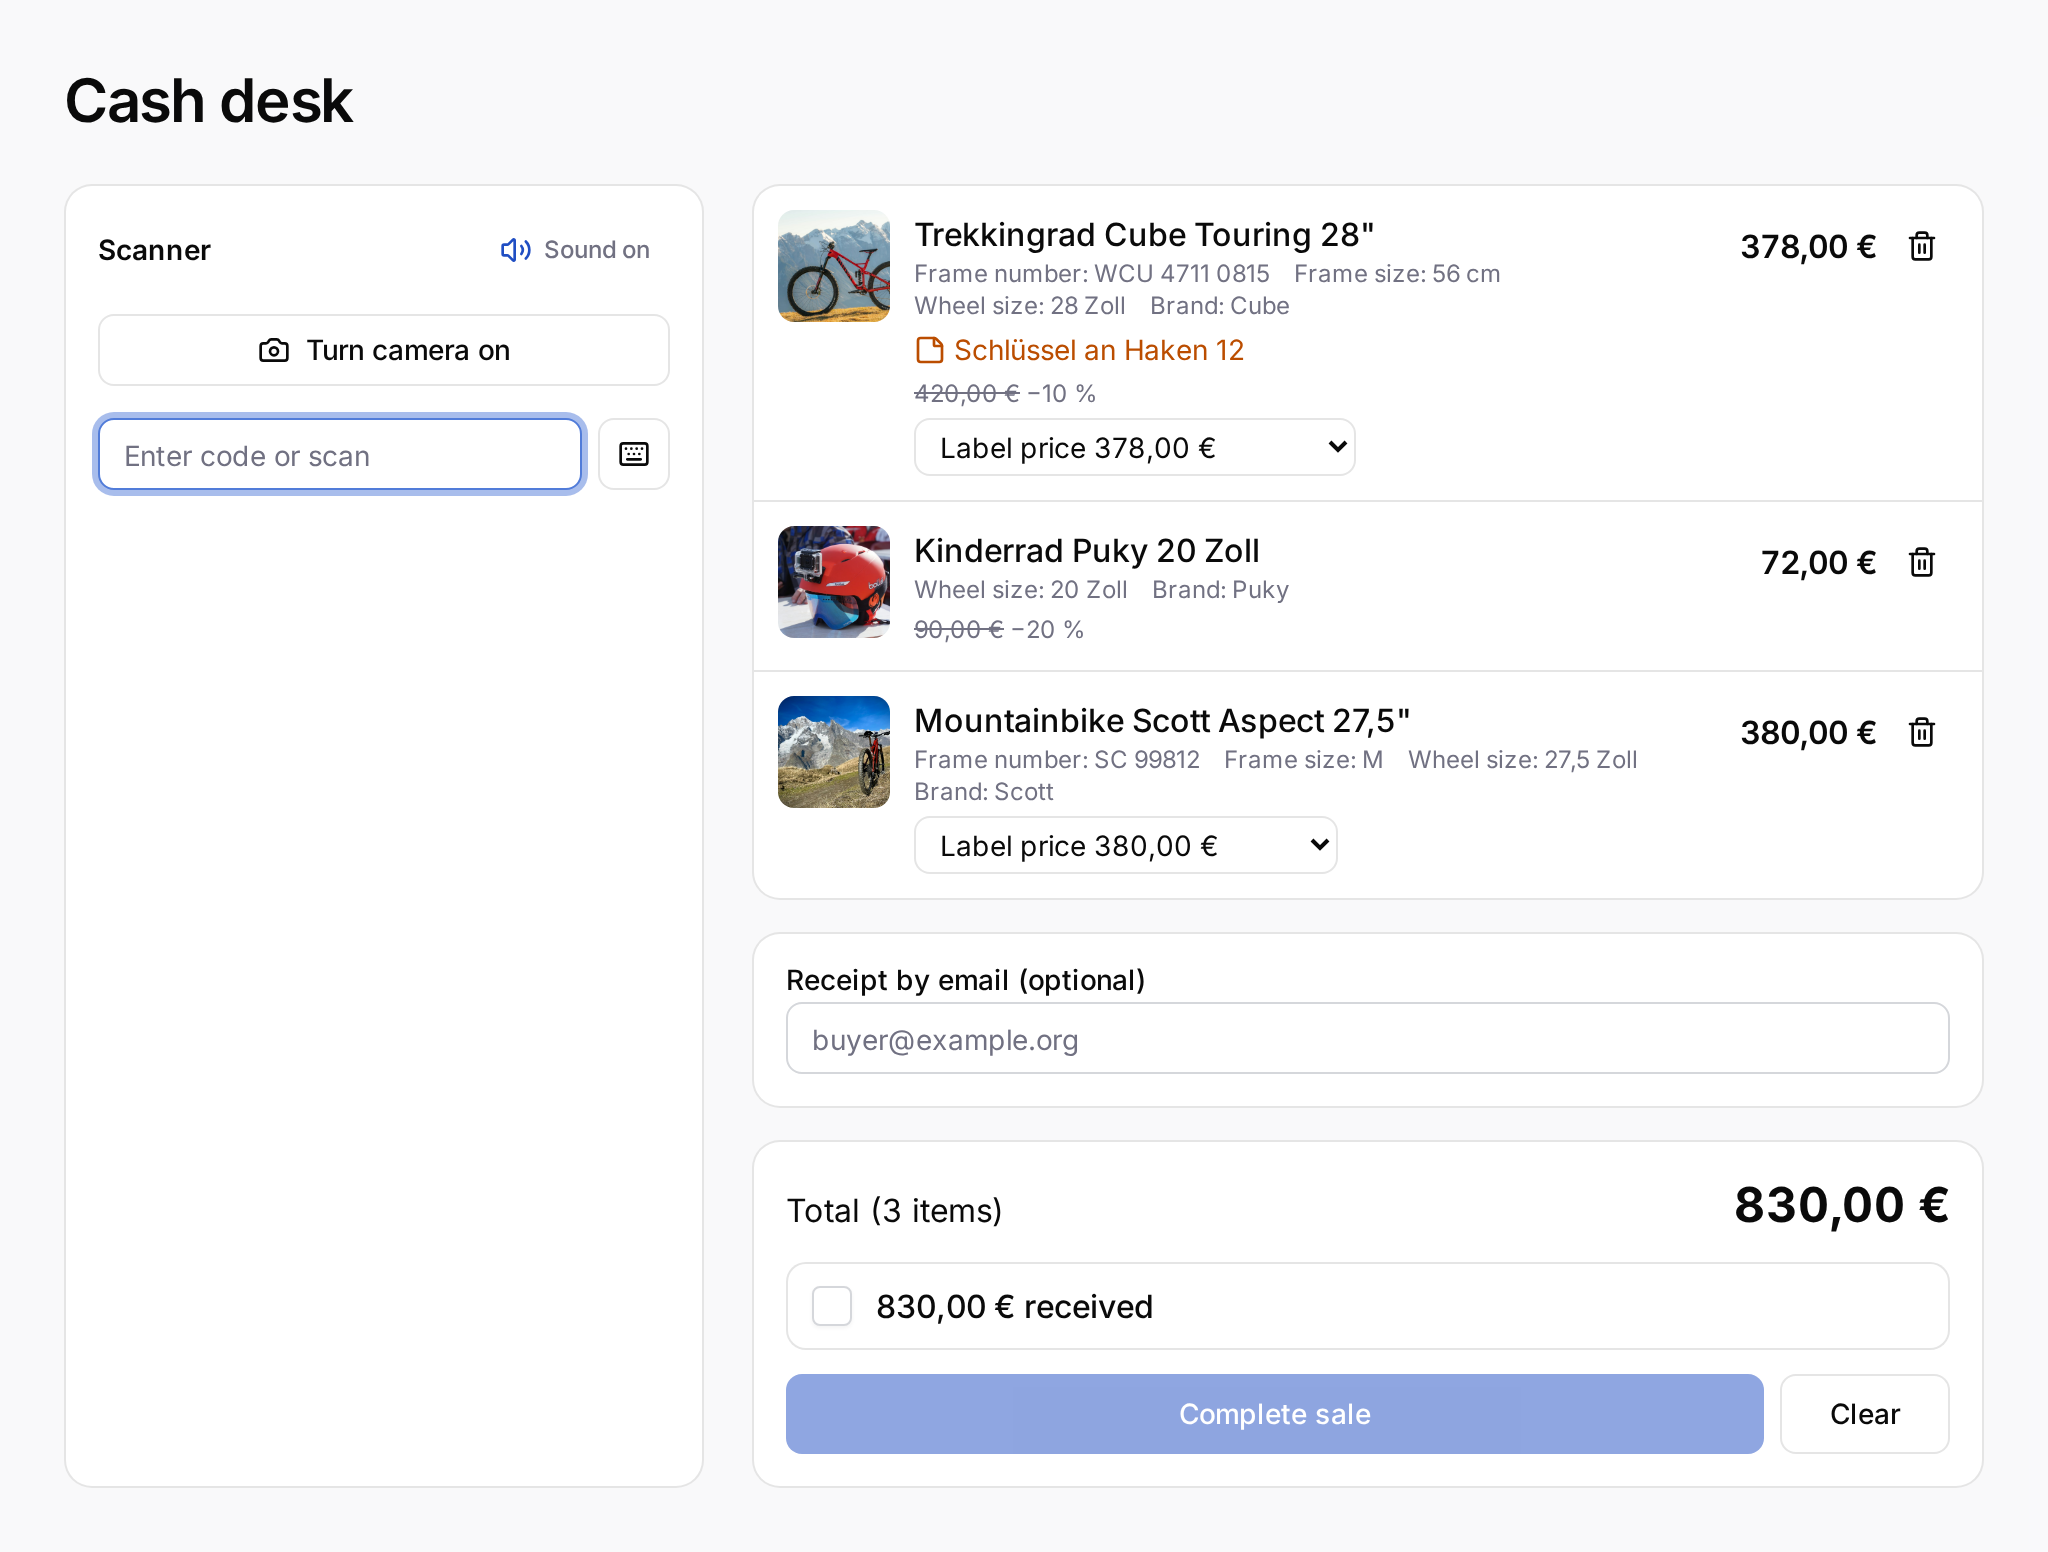 Cash desk
Scanner
Sound on
Turn camera on
Enter code or scan
Trekkingrad Cube Touring 28"
378,00 €
Frame number: WCU 4711 0815 Frame size: 56 cm
Wheel size: 28 Zoll Brand: Cube
Schlüssel an Haken 12
420,00 € −10 %
Label price 378,00 €
Kinderrad Puky 20 Zoll
72,00 €
Wheel size: 20 Zoll Brand: Puky
90,00 € −20 %
Mountainbike Scott Aspect 27,5"
380,00 €
Frame number: SC 99812 Frame size: M Wheel size: 27,5 Zoll
Brand: Scott
Label price 380,00 €
Receipt by email (optional)
buyer@example.org
Total (3 items)
830,00 €
830,00 € received
Complete sale
Clear